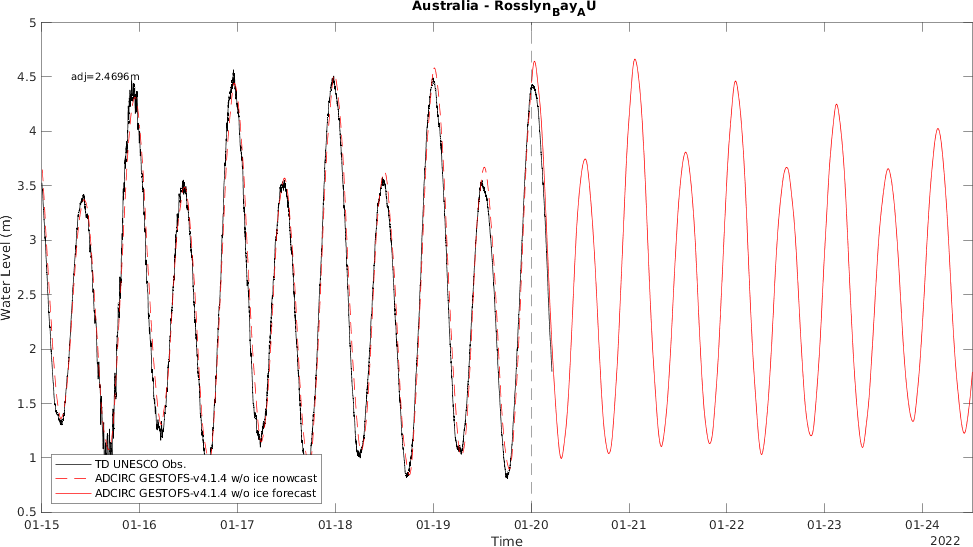 Australia - Rosslyn_Bay_AU
adj=2.4696m
Water Level (m)
5
4.5
4
3.5
3
2.5
2
1.5
1
0.5
TD UNESCO Obs.
ADCIRC GESTOFS-v4.1.4 w/o ice nowcast
ADCIRC GESTOFS-v4.1.4 w/o ice forecast
01-15 01-16 01-17 01-18 01-19 01-20 01-21 01-22 01-23 01-24
Time
2022